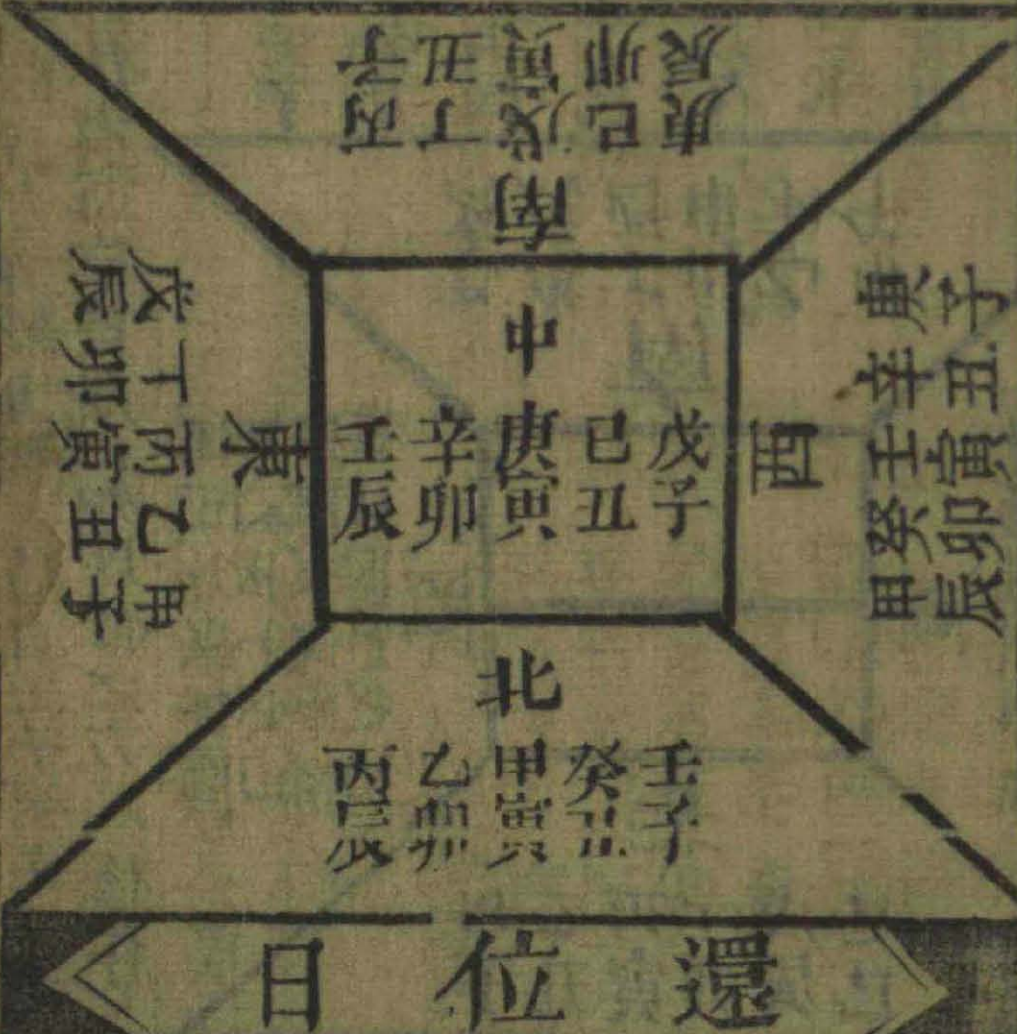 南
丙子
丁丑
戊寅
己卯
庚辰
東
甲子
乙丑
丙寅
丁卯
戊辰
中
戊子
己丑
庚寅
辛卯
壬辰
西
庚子
辛丑
壬寅
癸卯
甲辰
北
壬子
癸丑
甲寅
乙卯
丙辰
還位日